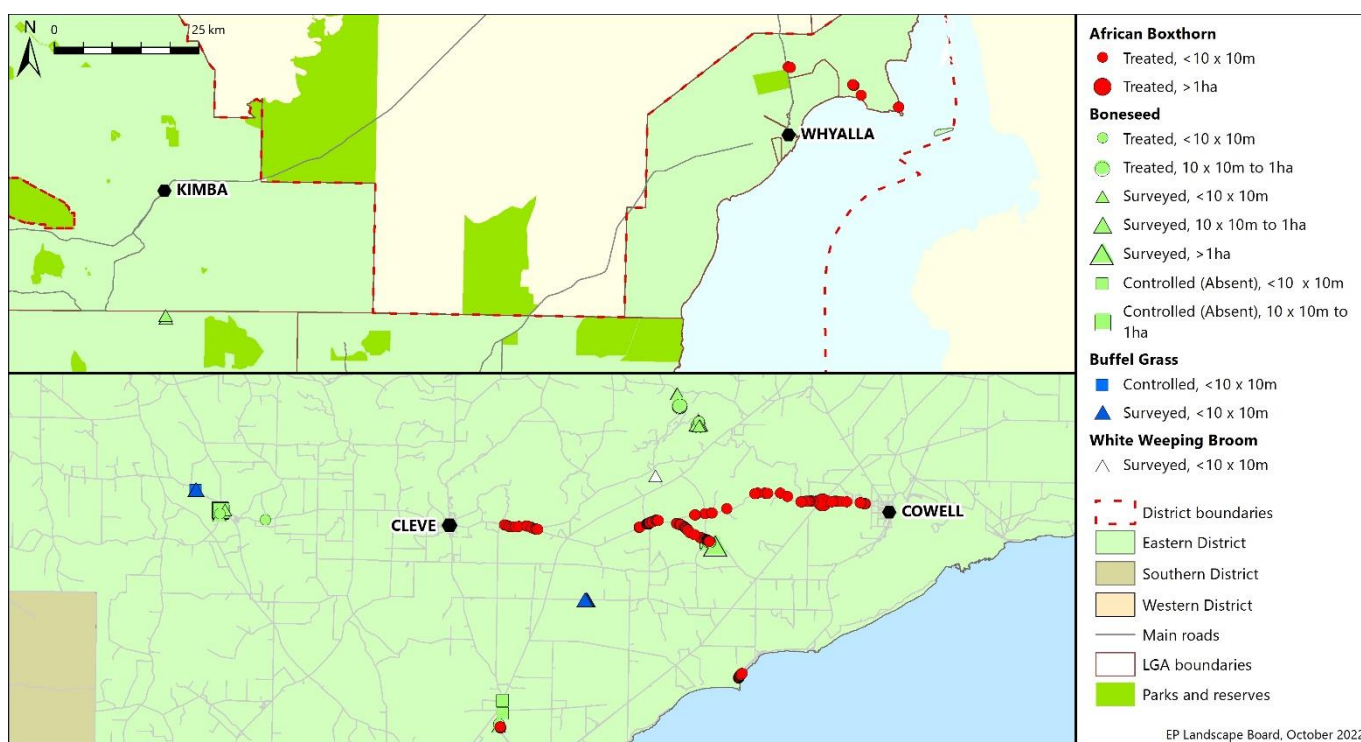 N
0 25 km
KIMBA
WHYALLA
CLEVE
COWELL
African Boxthorn
Treated, <10 x 10m
Treated, >1ha
Boneseed
Treated, <10 x 10m
Treated, 10 x 10m to 1ha
Surveyed, <10 x 10m
Surveyed, 10 x 10m to 1ha
Surveyed, >1ha
Controlled (Absent), <10 x 10m
Controlled (Absent), 10 x 10m to
1ha
Buffel Grass
Controlled, <10 x 10m
Surveyed, <10 x 10m
White Weeping Broom
Surveyed, <10 x 10m
District boundaries
Eastern District
Southern District
Western District
Main roads
LGA boundaries
Parks and reserves
EP Landscape Board, October 2022